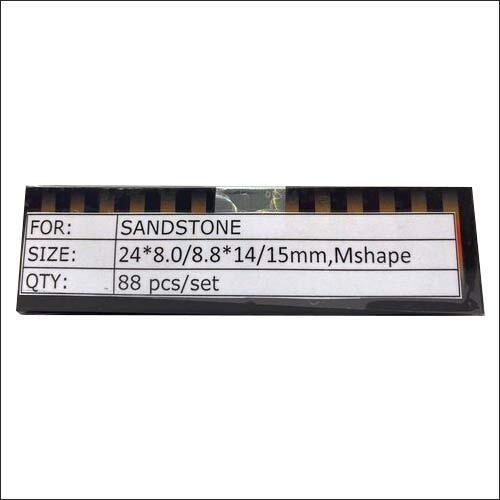 FOR: SANDSTONE
SIZE: 24*8.0/8.8*14/15mm,Mshape
QTY: 88 pcs/set